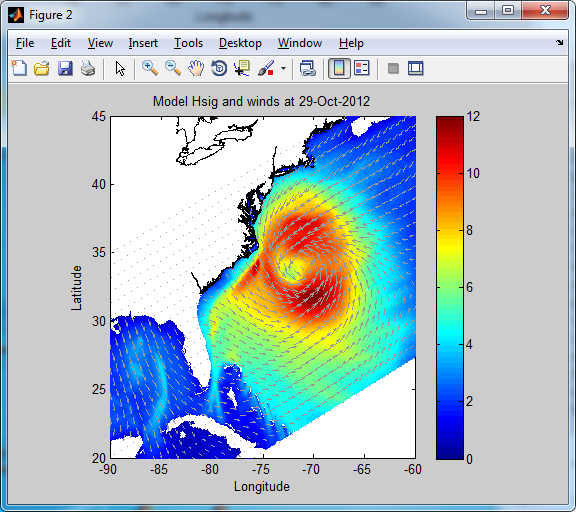 Figure 2
File Edit View Insert Tools Desktop Window Help
Model Hsig and winds at 29-Oct-2012
45
40
35
30
25
20
Latitude
-90 -85 -80 -75 -70 -65 -60
Longitude
12
10
8
6
4
2
0